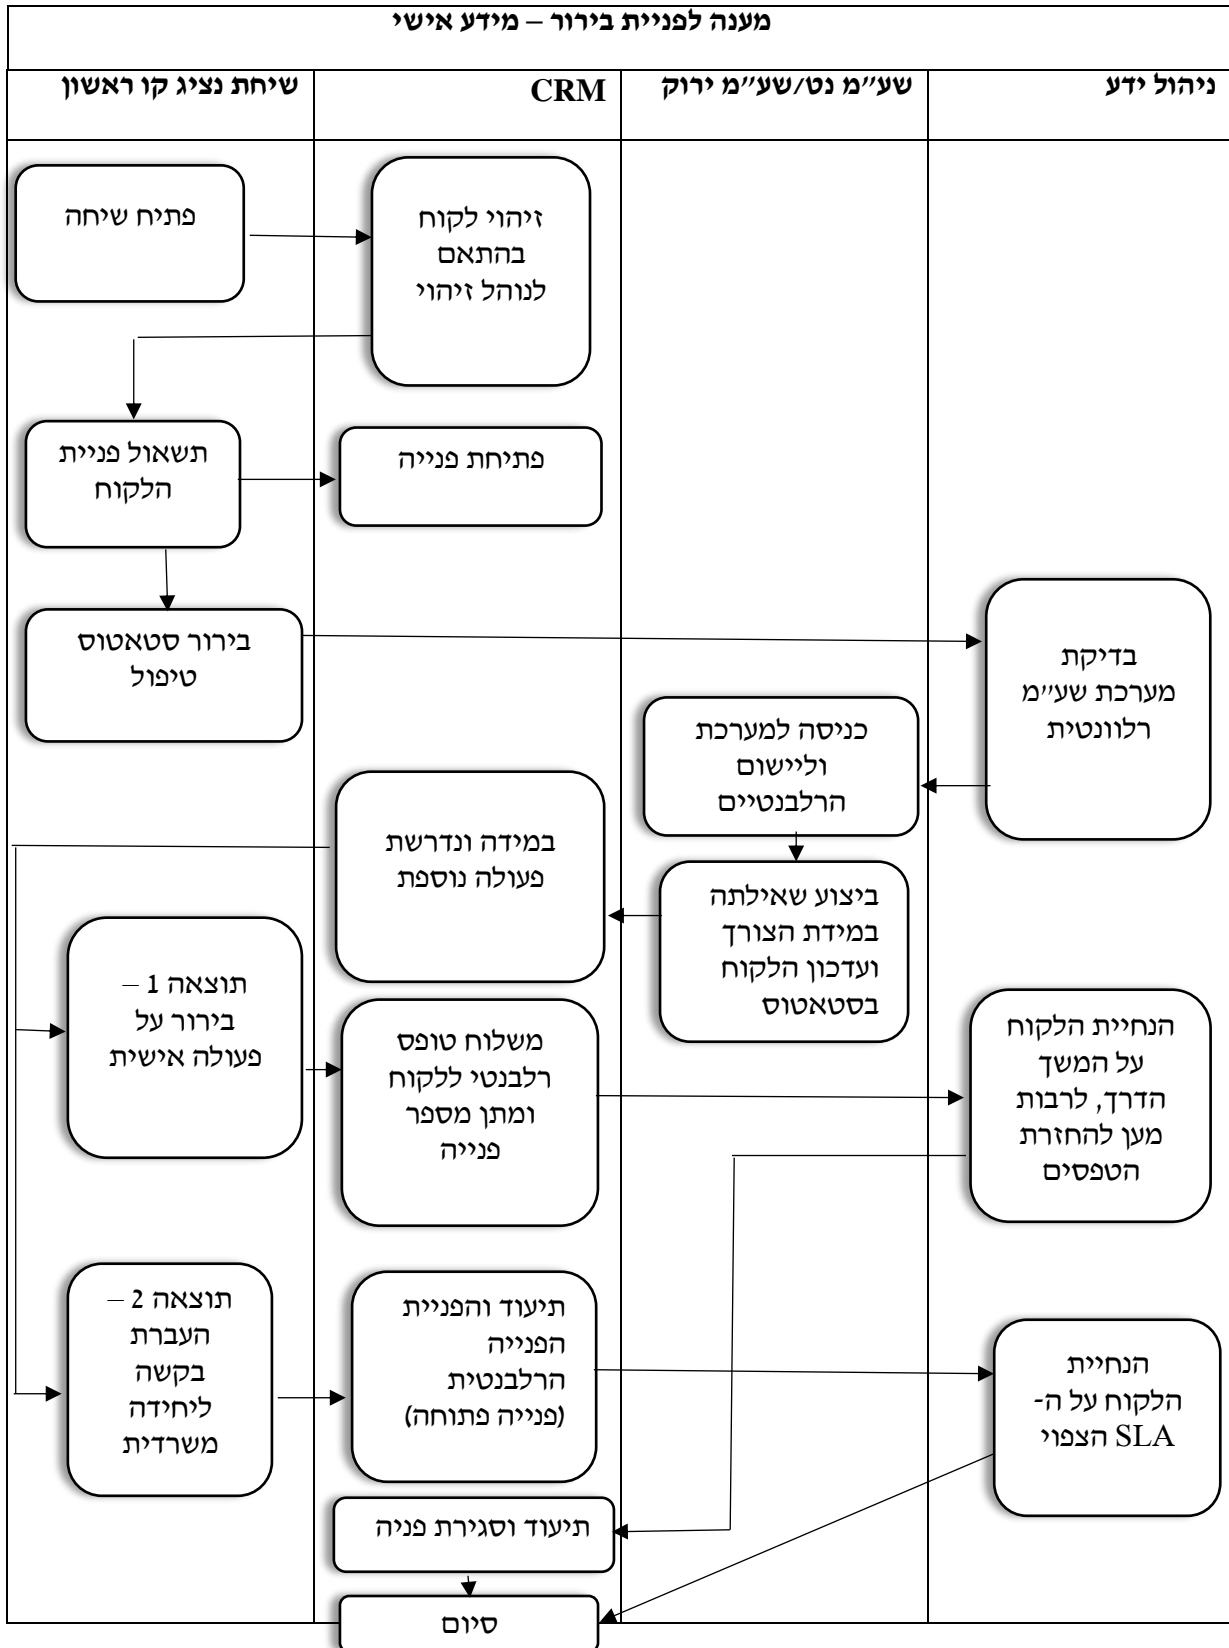 מענה לפניית בירור – מידע אישי
שיחת נציג קו ראשון
CRM
שע"מ נט/שע"מ ירוק
ניהול ידע
פתיח שיחה
זיהוי לקוח
בהתאם
לנוהל זיהוי
תשאול פניית
הלקוח
פתיחת פנייה
בירור סטאטוס
טיפול
בדיקת
מערכת שע"מ
רלוונטית
כניסה למערכת
וליישום
הרלבנטיים
ביצוע שאילתה
במידת הצורך
ועדכון הלקוח
בסטאטוס
במידה ונדרשת
פעולה נוספת
תוצאה 1 –
בירור על
פעולה אישית
משלוח טופס
רלבנטי ללקוח
ומתן מספר
פנייה
הנחיית הלקוח
על המשך
הדרך, לרבות
מען להחזרת
הטפסים
תוצאה 2 –
העברת
בקשה
ליחידה
משרדית
תיעוד והפניית
הפנייה
הרלבנטית
(פנייה פתוחה)
הנחיית
הלקוח על ה-
SLA הצפוי
תיעוד וסגירת פניה
סיום